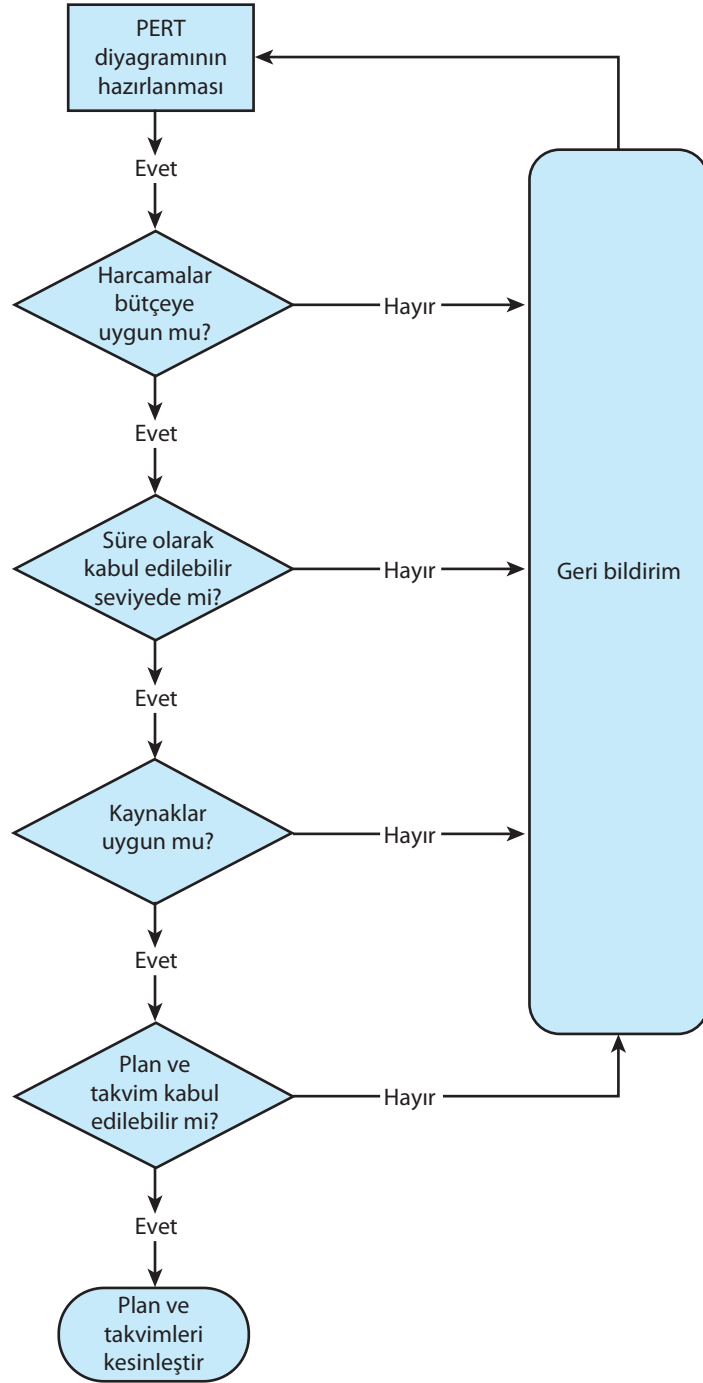 PERT
diyagramının
hazırlanması
Evet
Harcamalar
bütçeye
uygun mu?
Hayır
Evet
Süre olarak
kabul edilebilir
seviyede mi?
Hayır
Geri bildirim
Evet
Kaynaklar
uygun mu?
Hayır
Evet
Plan ve
takvim kabul
edilebilir mi?
Hayır
Evet
Plan ve
takvimleri
kesinleştir